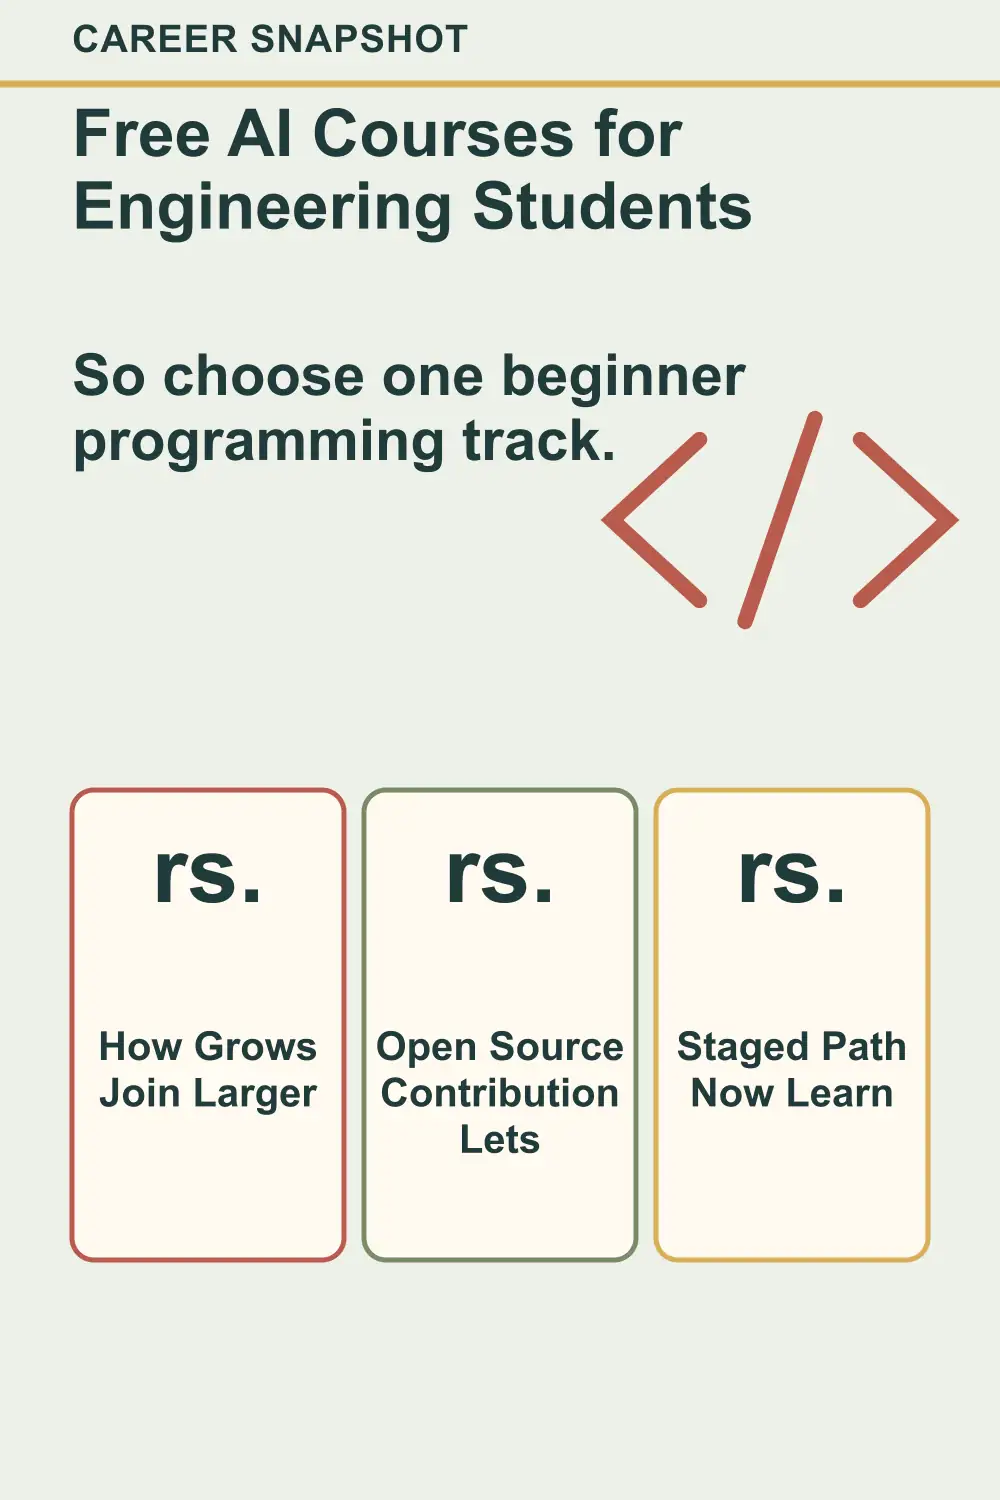 CAREER SNAPSHOT
Free AI Courses for
Engineering Students
So choose one beginner
programming track.
rs.
How Grows
Join Larger
rs.
Open Source
Contribution
Lets
rs.
Staged Path
Now Learn